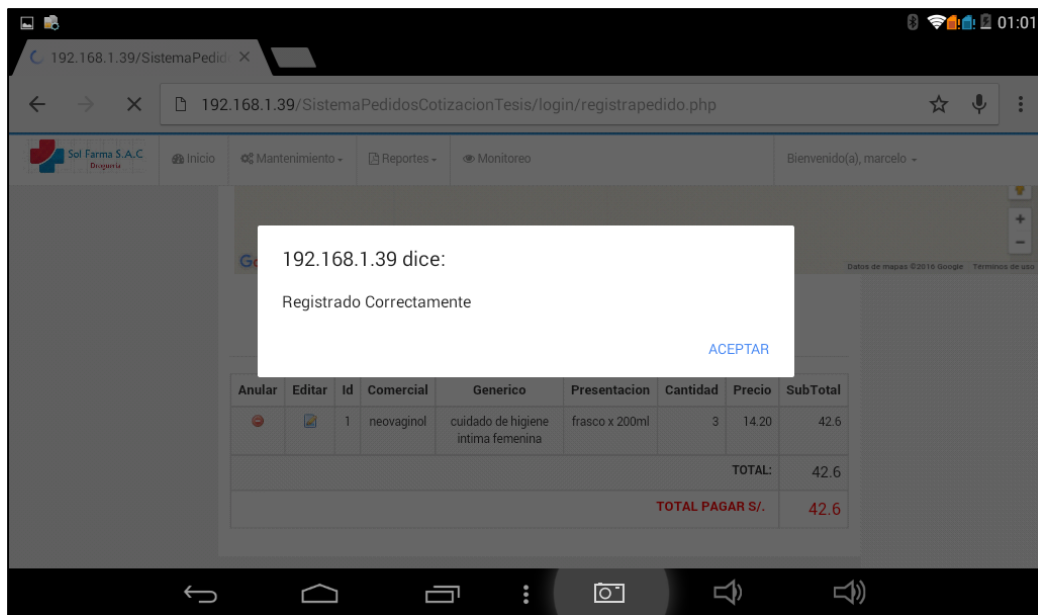 01:01
192.168.1.39/SistemaPedid
192.168.1.39/SistemaPedidosCotizacionTesis/login/registrapedido.php
Sol Farma S.A.C
Droguería
Inicio
Mantenimiento
Reportes
Monitoreo
Bienvenido(a), marcelo
192.168.1.39 dice:
Go
Datos de mapas ©2016 Google Términos de uso
Registrado Correctamente
ACEPTAR
Anular Editar Id Comercial Generico Presentacion Cantidad Precio SubTotal
1 neovaginol cuidado de higiene intima femenina frasco x 200ml 3 14.20 42.6
TOTAL: 42.6
TOTAL PAGAR S/. 42.6